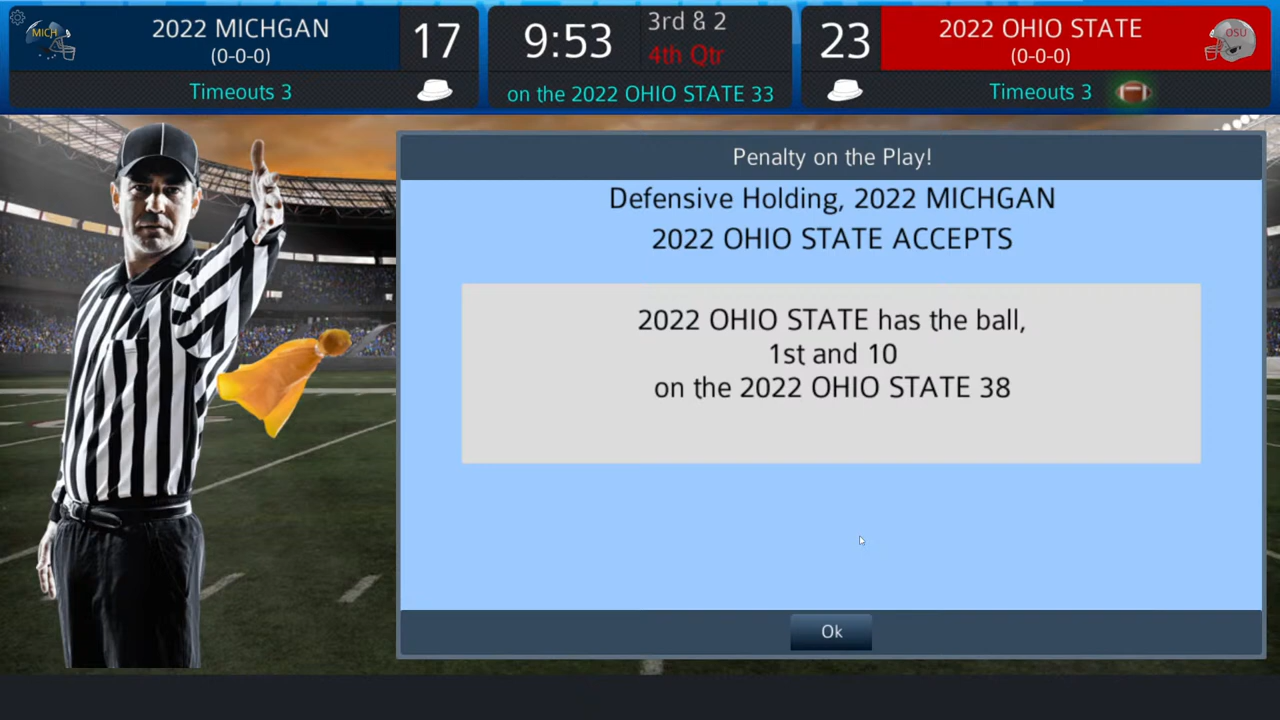 MICH
2022 MICHGAN
(0-0-0)
Timeouts 3
17
9:53
3rd & 2
4th Qtr
on the 2022 OHIO STATE 33
23
2022 OHIO STATE
(0-0-0)
Timeouts 3
OSU
Penalty on the Play!
Defensive Holding, 2022 MICHGAN
2022 OHIO STATE ACCEPTS
2022 OHIO STATE has the ball,
1st and 10
on the 2022 OHIO STATE 38
Ok